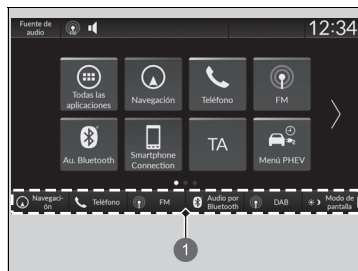 Fuente de
audio
12:34
Todas las
aplicaciones
Navegación
Teléfono
FM
Au. Bluetooth
Smartphone
Connection
TA
Menú PHEV
Navegaci-
ón
Teléfono
FM
Audio por
Bluetooth
DAB
Modo de
pantalla
1